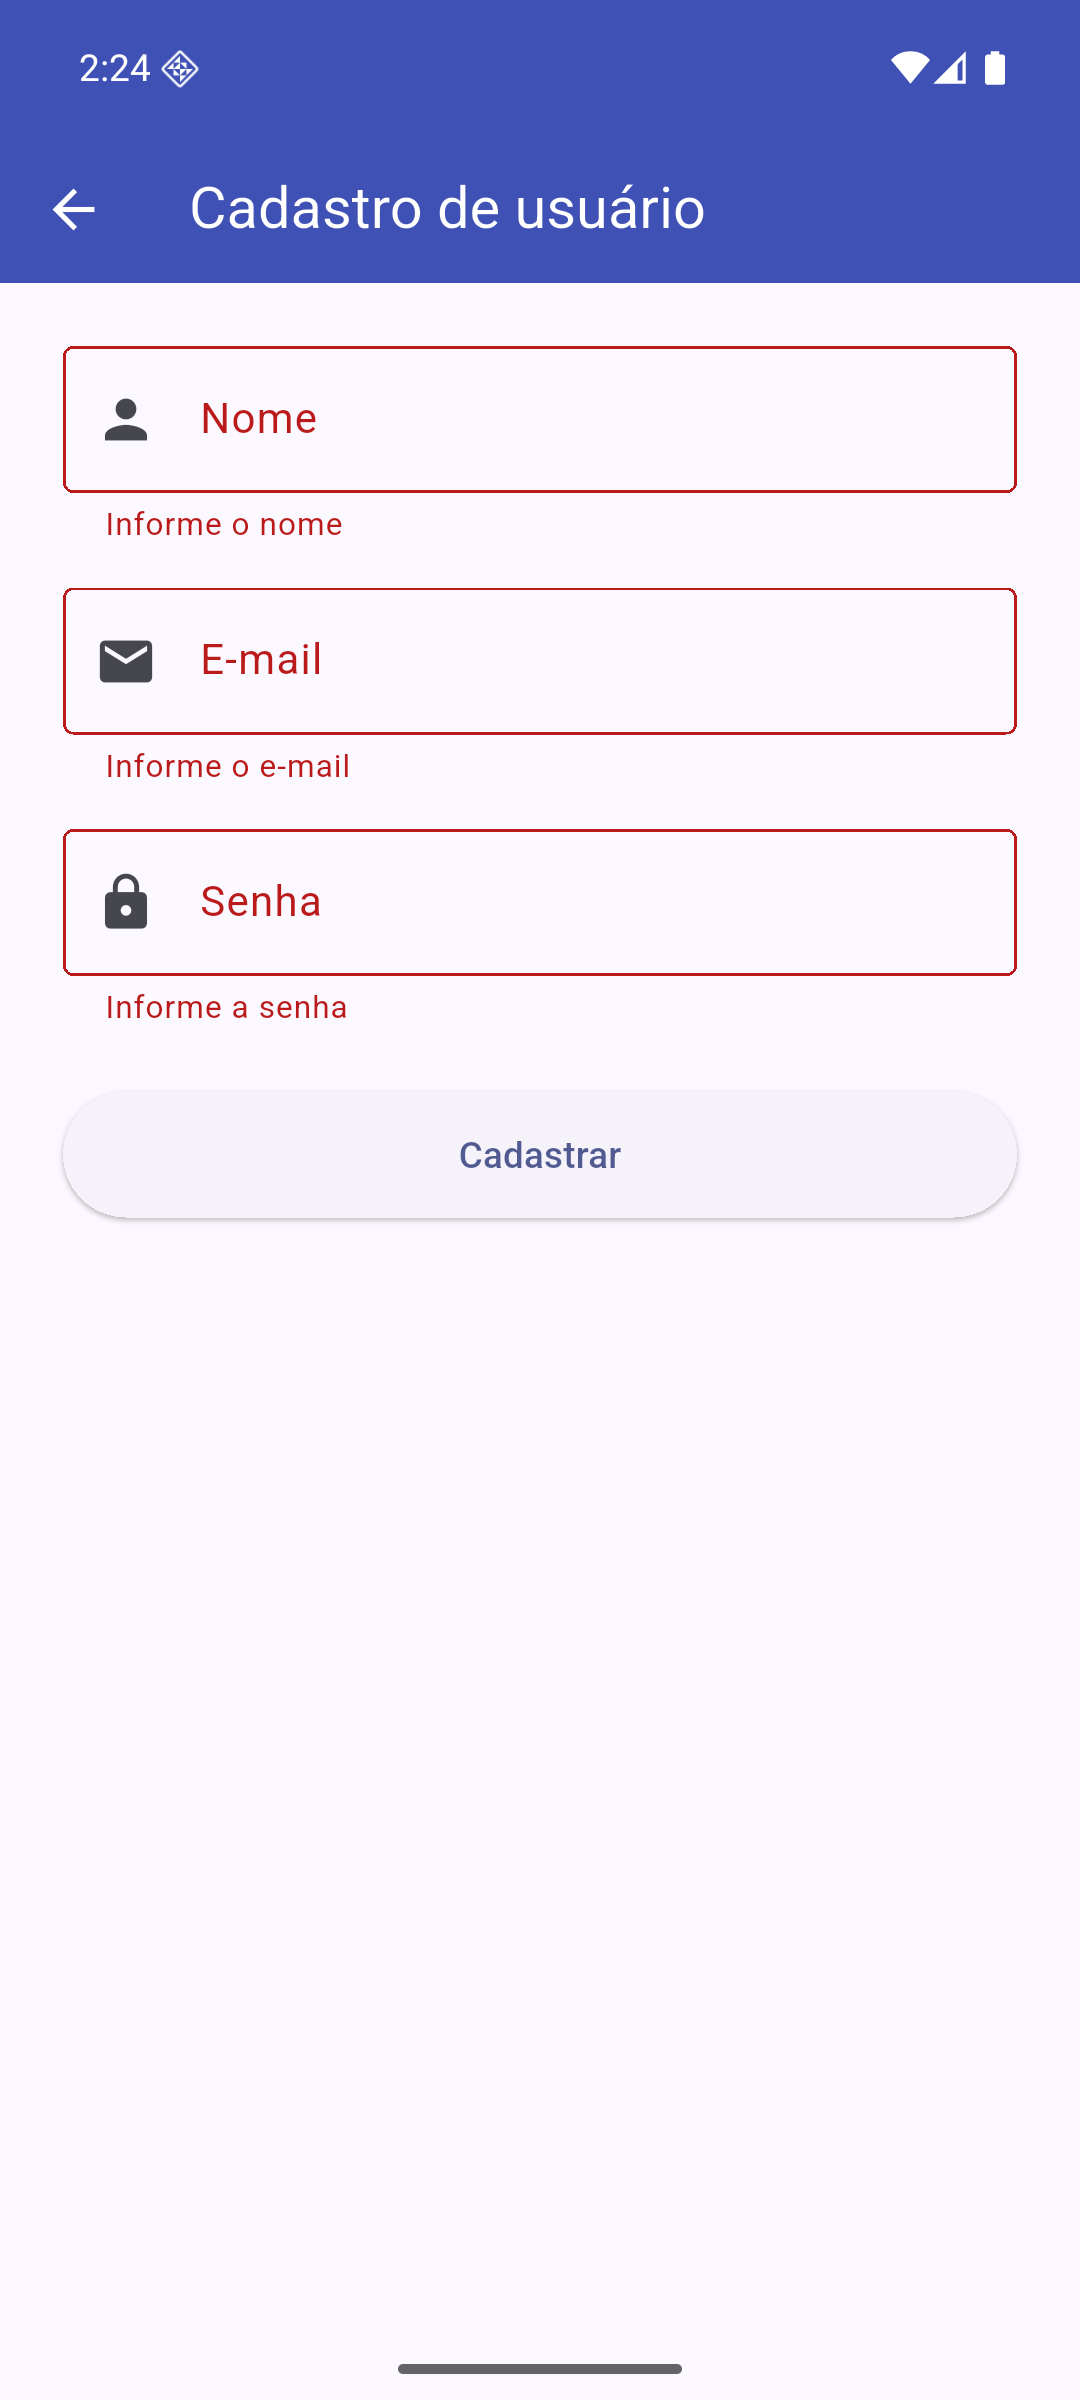 2:24
Cadastro de usuário
Nome
Informe o nome
E-mail
Informe o e-mail
Senha
Informe a senha
Cadastrar